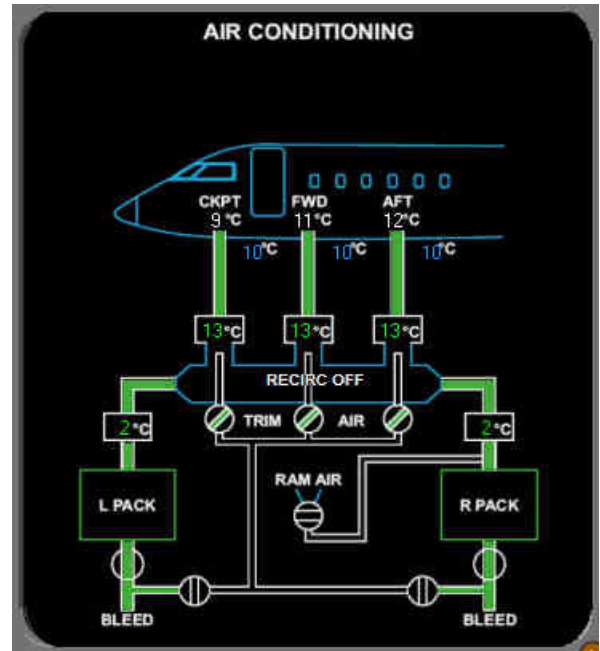 AIR CONDITIONING
CKPT FWD AFT
9 °C 11°C 12°C
10°C 10°C 10°C
13°C 13°C 13°C
RECIRC OFF
TRIM AIR
2°C 2°C
RAM AIR
L PACK R PACK
BLEED BLEED